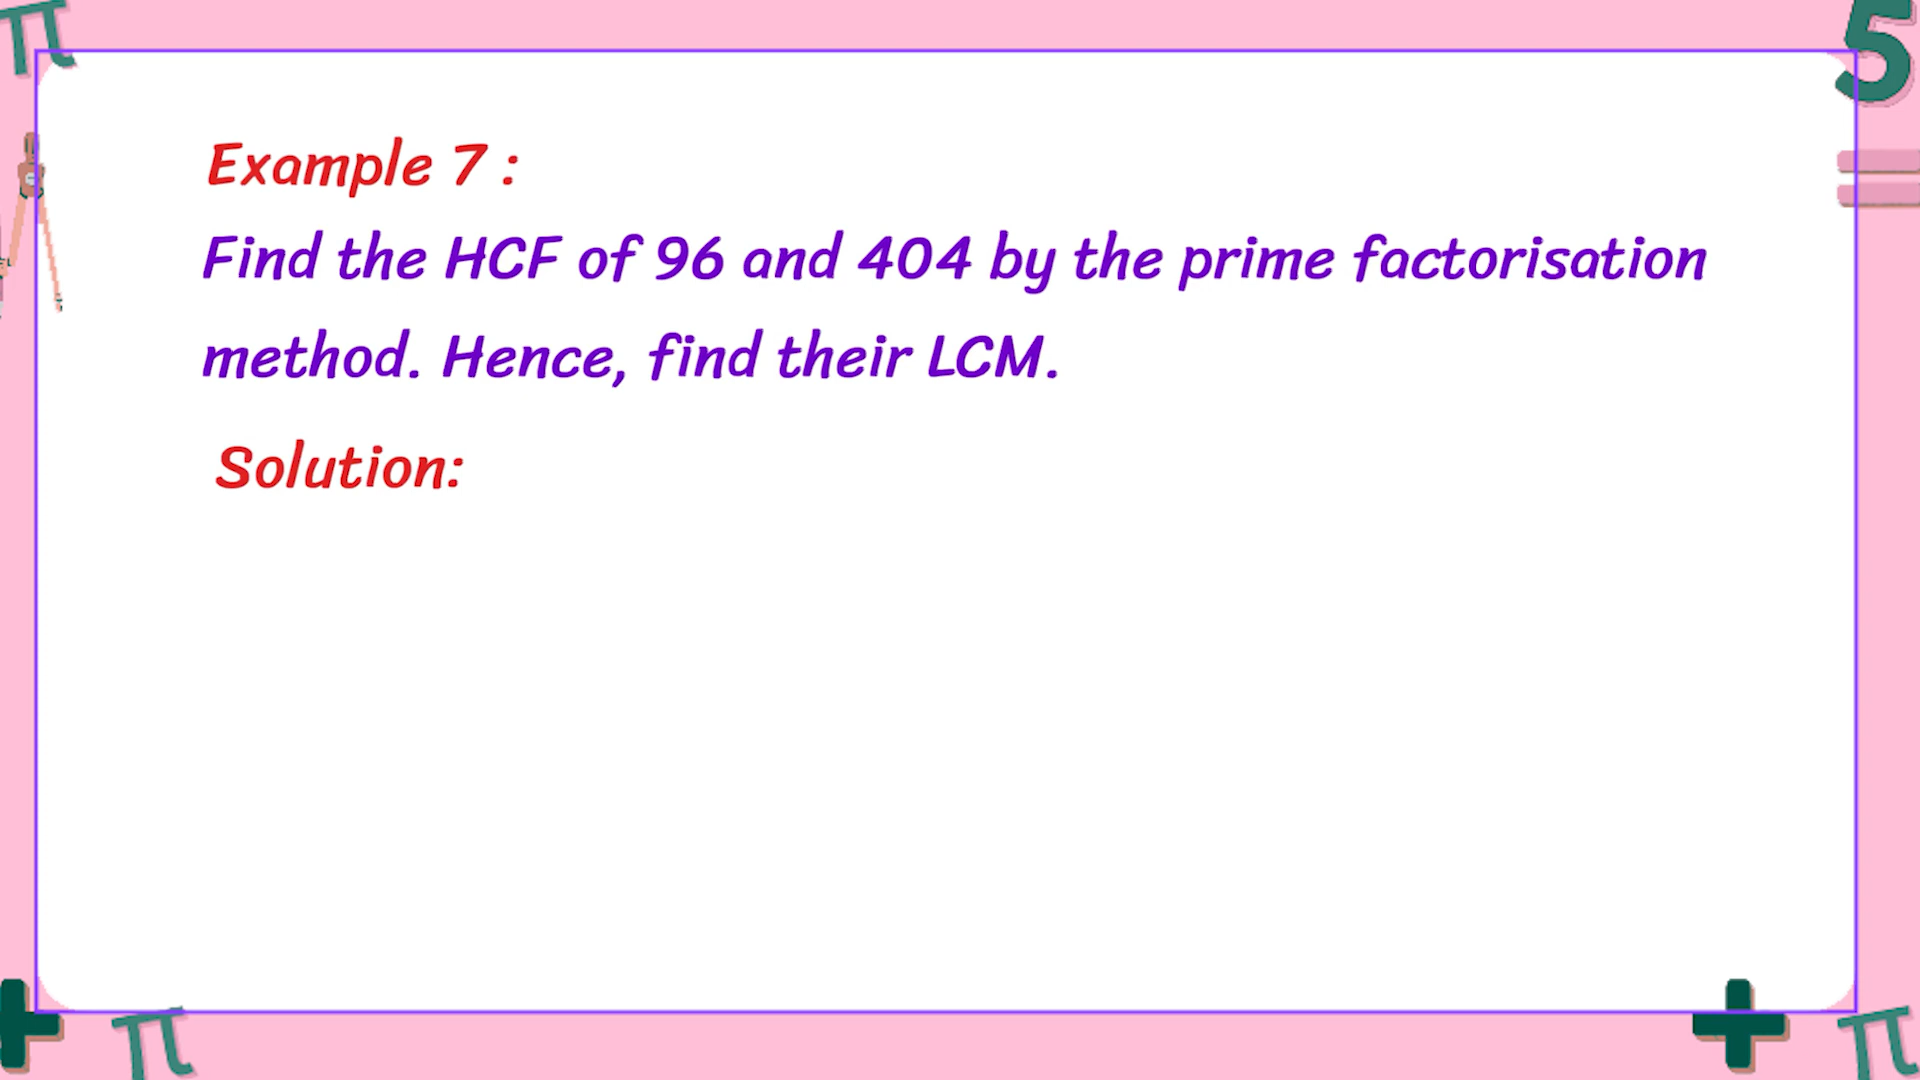 π
5
Example 7 :
Find the HCF of 96 and 404 by the prime factorisation
method. Hence, find their LCM.
Solution:
π
π